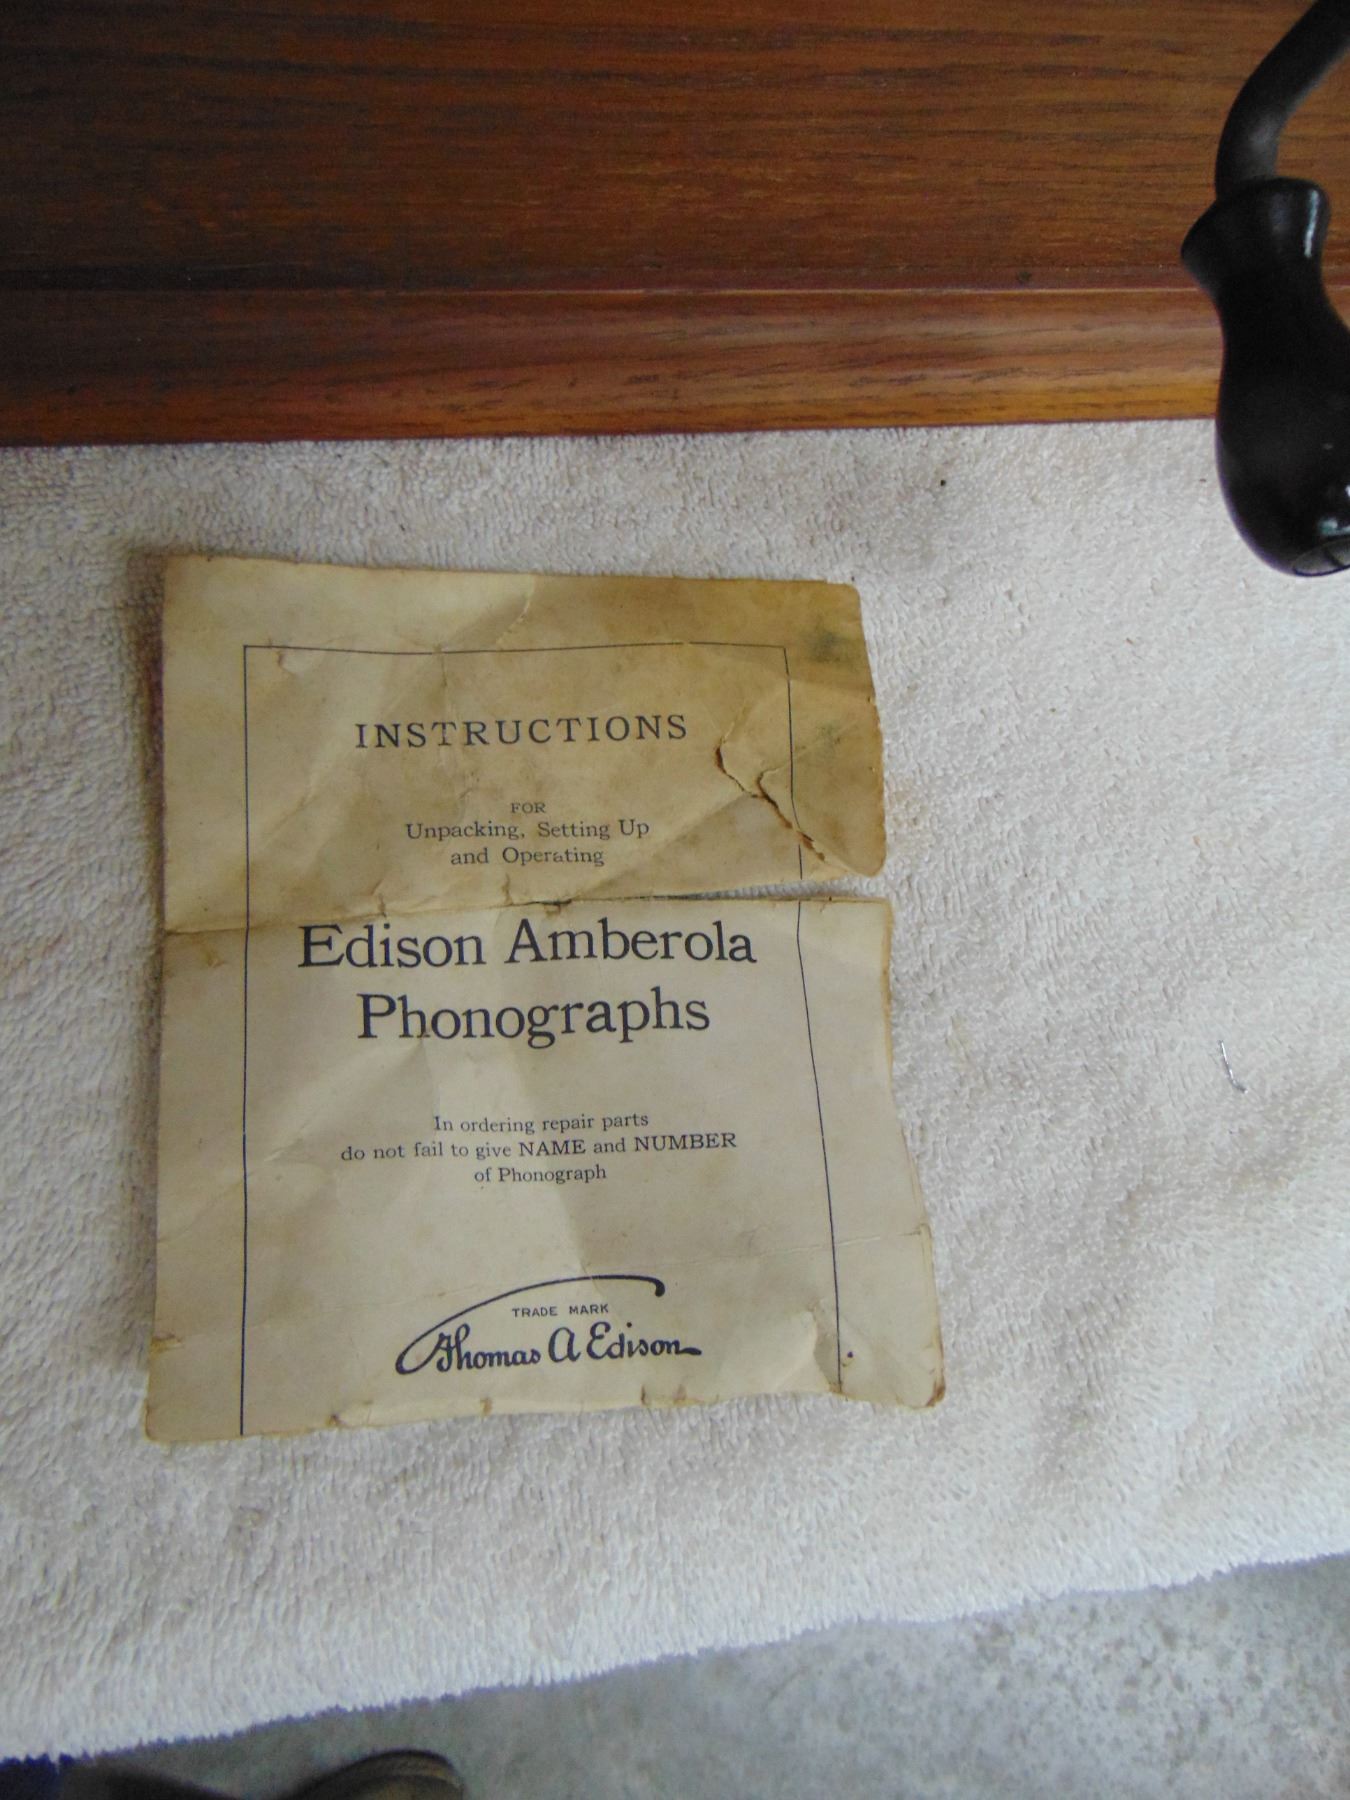 INSTRUCTIONS
FOR
Unpacking, Setting Up
and Operating
Edison Amberola
Phonographs
In ordering repair parts
do not fail to give NAME and NUMBER
of Phonograph
TRADE MARK
Thomas A Edison